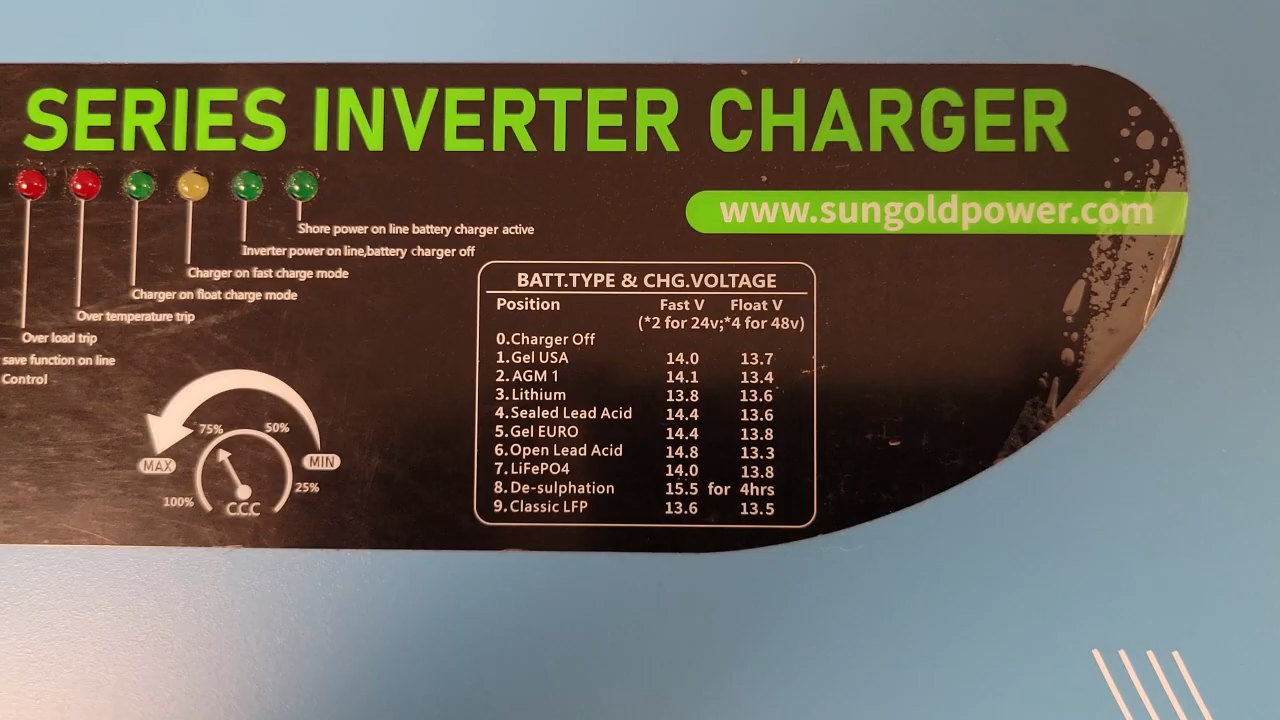 SERIES INVERTER CHARGER
www.sungoldpower.com
Shore power on line battery charger active
Inverter power on line,battery charger off
Charger on fast charge mode
Charger on float charge mode
Over temperature trip
Over load trip
save function on line
Control
BATT.TYPE & CHG.VOLTAGE
Position Fast V Float V
(*2 for 24v;*4 for 48v)
0.Charger Off
1.Gel USA 14.0 13.7
2.AGM 1 14.1 13.4
3.Lithium 13.8 13.6
4.Sealed Lead Acid 14.4 13.6
5.Gel EURO 14.4 13.8
6.Open Lead Acid 14.8 13.3
7.LiFePO4 14.0 13.8
8.De-sulphation 15.5 for 4hrs
9.Classic LFP 13.6 13.5
75% 50%
MAX MIN
100% 25%
C.C.C